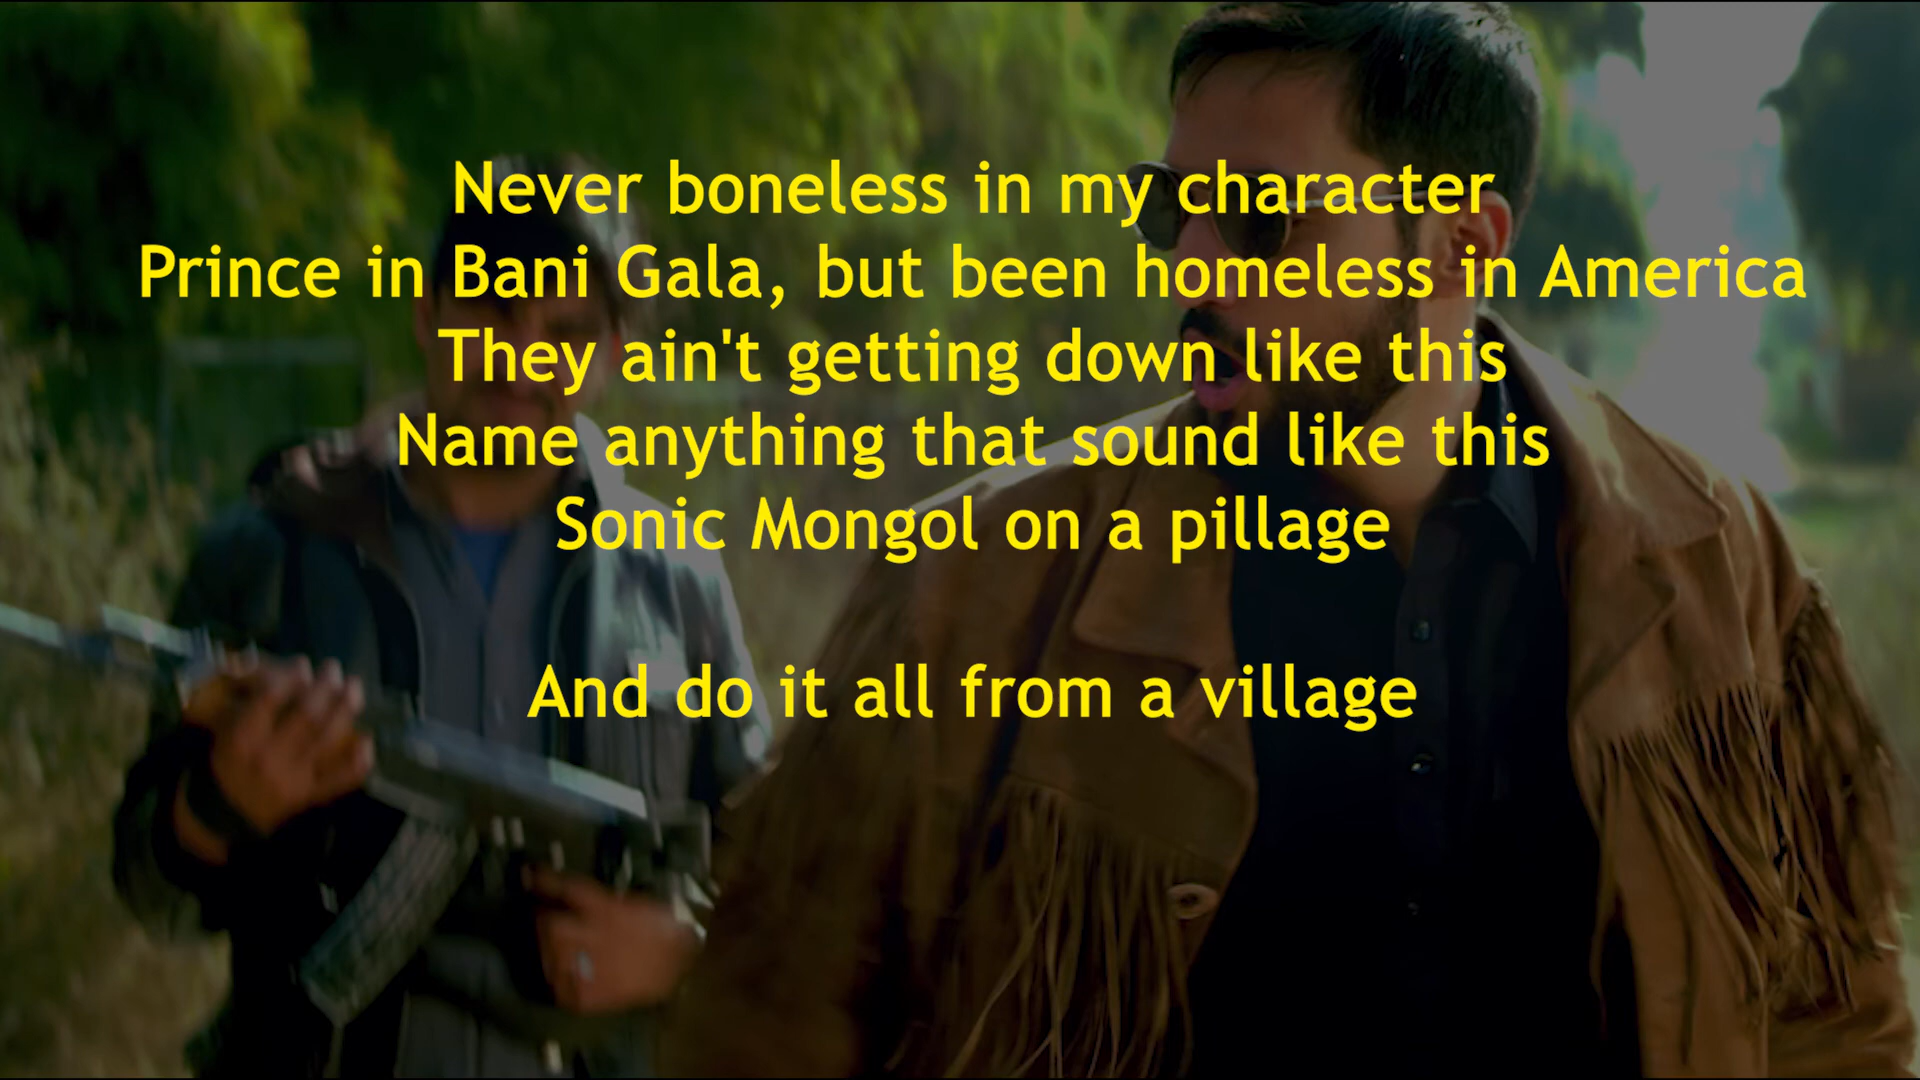 Never boneless in my character
Prince in Bani Gala, but been homeless in America
They ain't getting down like this
Name anything that sound like this
Sonic Mongol on a pillage
And do it all from a village